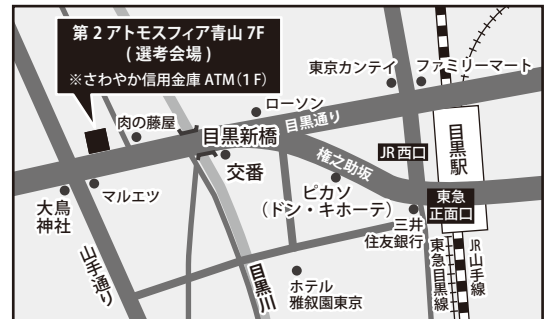 第2アトモスフィア青山 7F
(選考会場)
※さわやか信用金庫 ATM(1F)
東京カンテイ
ファミリーマート
ローソン
肉の藤屋
目黒新橋
目黒通り
交番
権之助坂
JR 西口
目黒駅
マルエツ
大鳥
神社
ピカソ
(ドン・キホーテ)
東急
正面口
三井
住友銀行
山手通り
目黒川
ホテル
雅叙園東京
東急目黒線
JR山手線